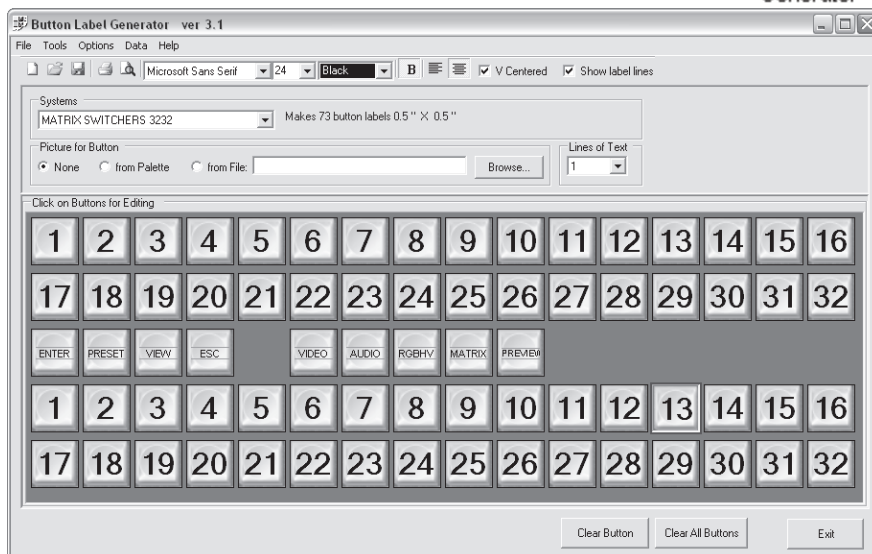 Button Label Generator ver 3.1
File Tools Options Data Help
Microsoft Sans Serif 24 Black B V Centered Show label lines
Systems
MATRIX SWITCHERS 3232 Makes 73 button labels 0.5 " X 0.5 "
Picture for Button Lines of Text
None from Palette from File: Browse... 1
Click on Buttons for Editing
1 2 3 4 5 6 7 8 9 10 11 12 13 14 15 16
17 18 19 20 21 22 23 24 25 26 27 28 29 30 31 32
ENTER PRESET VIEW ESC VIDEO AUDIO RGBHV MATRIX PREVIEW
1 2 3 4 5 6 7 8 9 10 11 12 13 14 15 16
17 18 19 20 21 22 23 24 25 26 27 28 29 30 31 32
Clear Button Clear All Buttons Exit